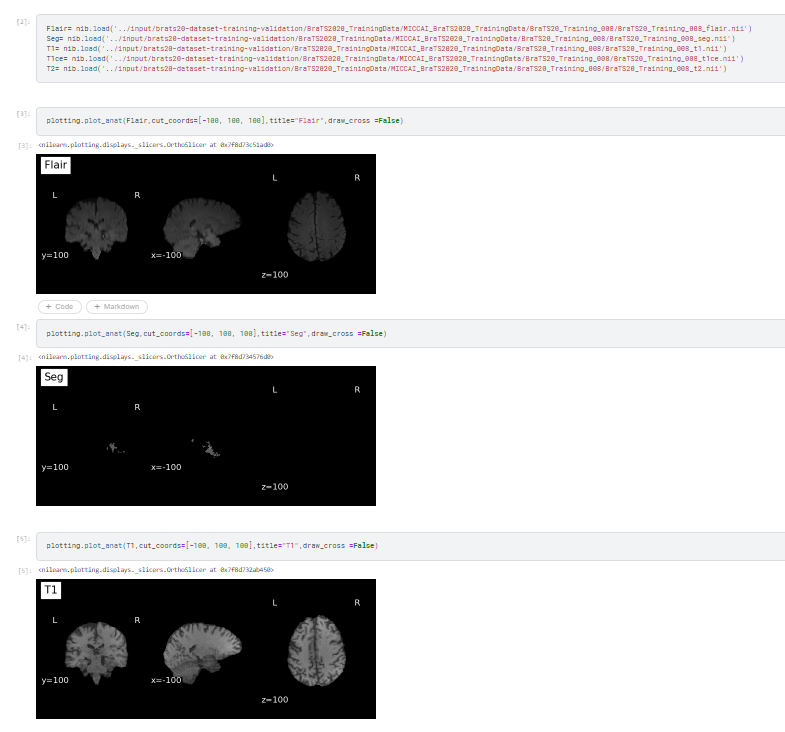 [2]:
Flair= nib.load('../input/brats20-dataset-training-validation/BraTS2020_TrainingData/MICCAI_BraTS2020_TrainingData/BraTS20_Training_008/BraTS20_Training_008_flair.nii')
Seg= nib.load('../input/brats20-dataset-training-validation/BraTS2020_TrainingData/MICCAI_BraTS2020_TrainingData/BraTS20_Training_008/BraTS20_Training_008_seg.nii')
T1= nib.load('../input/brats20-dataset-training-validation/BraTS2020_TrainingData/MICCAI_BraTS2020_TrainingData/BraTS20_Training_008/BraTS20_Training_008_t1.nii')
T1ce= nib.load('../input/brats20-dataset-training-validation/BraTS2020_TrainingData/MICCAI_BraTS2020_TrainingData/BraTS20_Training_008/BraTS20_Training_008_t1ce.nii')
T2= nib.load('../input/brats20-dataset-training-validation/BraTS2020_TrainingData/MICCAI_BraTS2020_TrainingData/BraTS20_Training_008/BraTS20_Training_008_t2.nii')
[3]:
plotting.plot_anat(Flair,cut_coords=[-100, 100, 100],title="Flair",draw_cross =False)
[3]:
<nilearn.plotting.displays._slicers.OrthoSlicer at 0x7f8d73c51ad0>
Flair
L R
L R
y=100
x=-100
z=100
+ Code + Markdown
[4]:
plotting.plot_anat(Seg,cut_coords=[-100, 100, 100],title="Seg",draw_cross =False)
[4]:
<nilearn.plotting.displays._slicers.OrthoSlicer at 0x7f8d734576d0>
Seg
L R
L R
y=100
x=-100
z=100
[5]:
plotting.plot_anat(T1,cut_coords=[-100, 100, 100],title="T1",draw_cross =False)
[5]:
<nilearn.plotting.displays._slicers.OrthoSlicer at 0x7f8d732ab450>
T1
L R
L R
y=100
x=-100
z=100